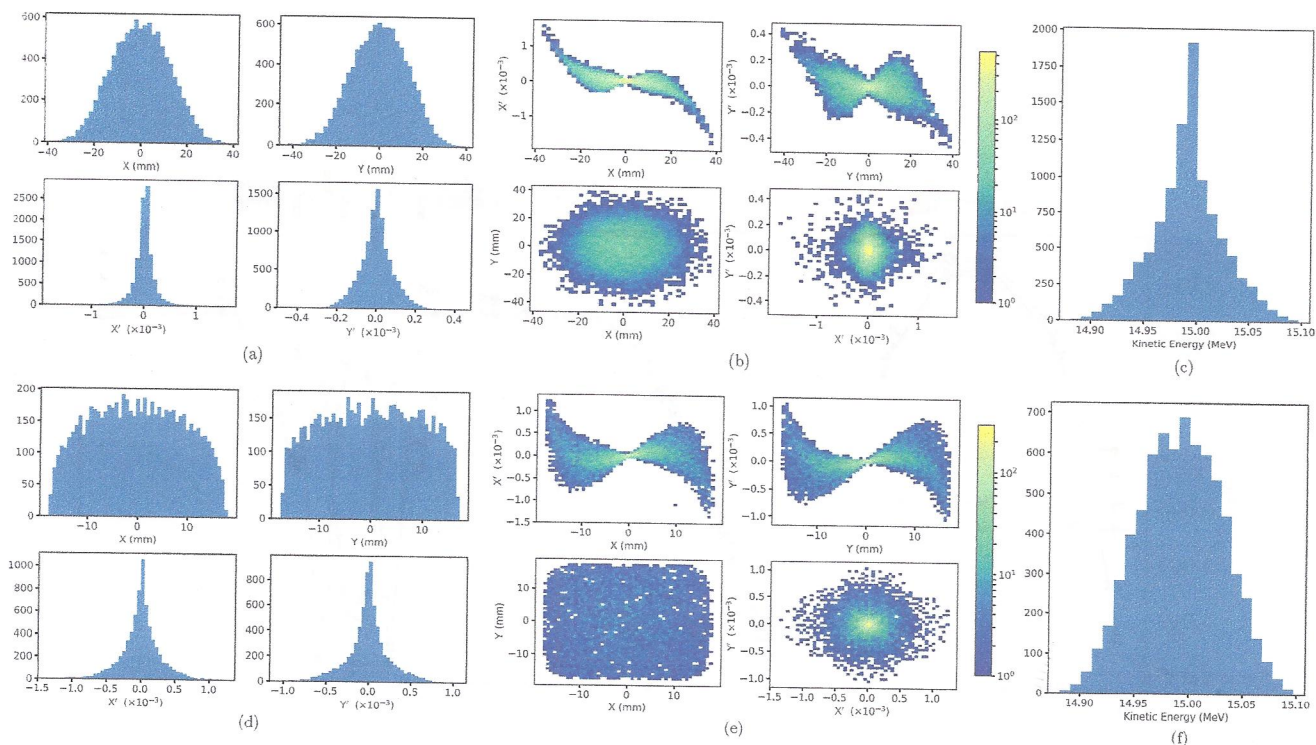 600
400
200
0
−40 −20 0 20 40
X (mm)
600
400
200
0
−40 −20 0 20 40
Y (mm)
2500
2000
1500
1000
500
0
−1 0 1
X′ (×10⁻³)
1500
1000
500
0
−0.4 −0.2 0.0 0.2 0.4
Y′ (×10⁻³)
(a)
X′ (×10⁻³)
1
0
−1
−40 −20 0 20 40
X (mm)
Y′ (×10⁻³)
0.4
0.2
0.0
−0.2
−0.4
−40 −20 0 20 40
Y (mm)
Y (mm)
40
20
0
−20
−40
−40 −20 0 20 40
X (mm)
Y′ (×10⁻³)
0.4
0.2
0.0
−0.2
−0.4
−1 0 1
X′ (×10⁻³)
10²
10¹
10⁰
(b)
2000
1750
1500
1250
1000
750
500
250
0
14.90 14.95 15.00 15.05 15.10
Kinetic Energy (MeV)
(c)
200
150
100
50
0
−10 0 10
X (mm)
150
100
50
0
−10 0 10
Y (mm)
1000
800
600
400
200
0
−1.5 −1.0 −0.5 0.0 0.5 1.0
X′ (×10⁻³)
800
600
400
200
0
−1.0 −0.5 0.0 0.5 1.0
Y′ (×10⁻³)
(d)
X′ (×10⁻³)
1.0
0.5
0.0
−0.5
−1.0
−1.5
−10 0 10
X (mm)
Y′ (×10⁻³)
1.0
0.5
0.0
−0.5
−1.0
−10 0 10
Y (mm)
Y (mm)
10
0
−10
−10 0 10
X (mm)
Y′ (×10⁻³)
1.0
0.5
0.0
−0.5
−1.0
−1.5 −1.0 −0.5 0.0 0.5 1.0
X′ (×10⁻³)
10²
10¹
10⁰
(e)
700
600
500
400
300
200
100
0
14.90 14.95 15.00 15.05 15.10
Kinetic Energy (MeV)
(f)